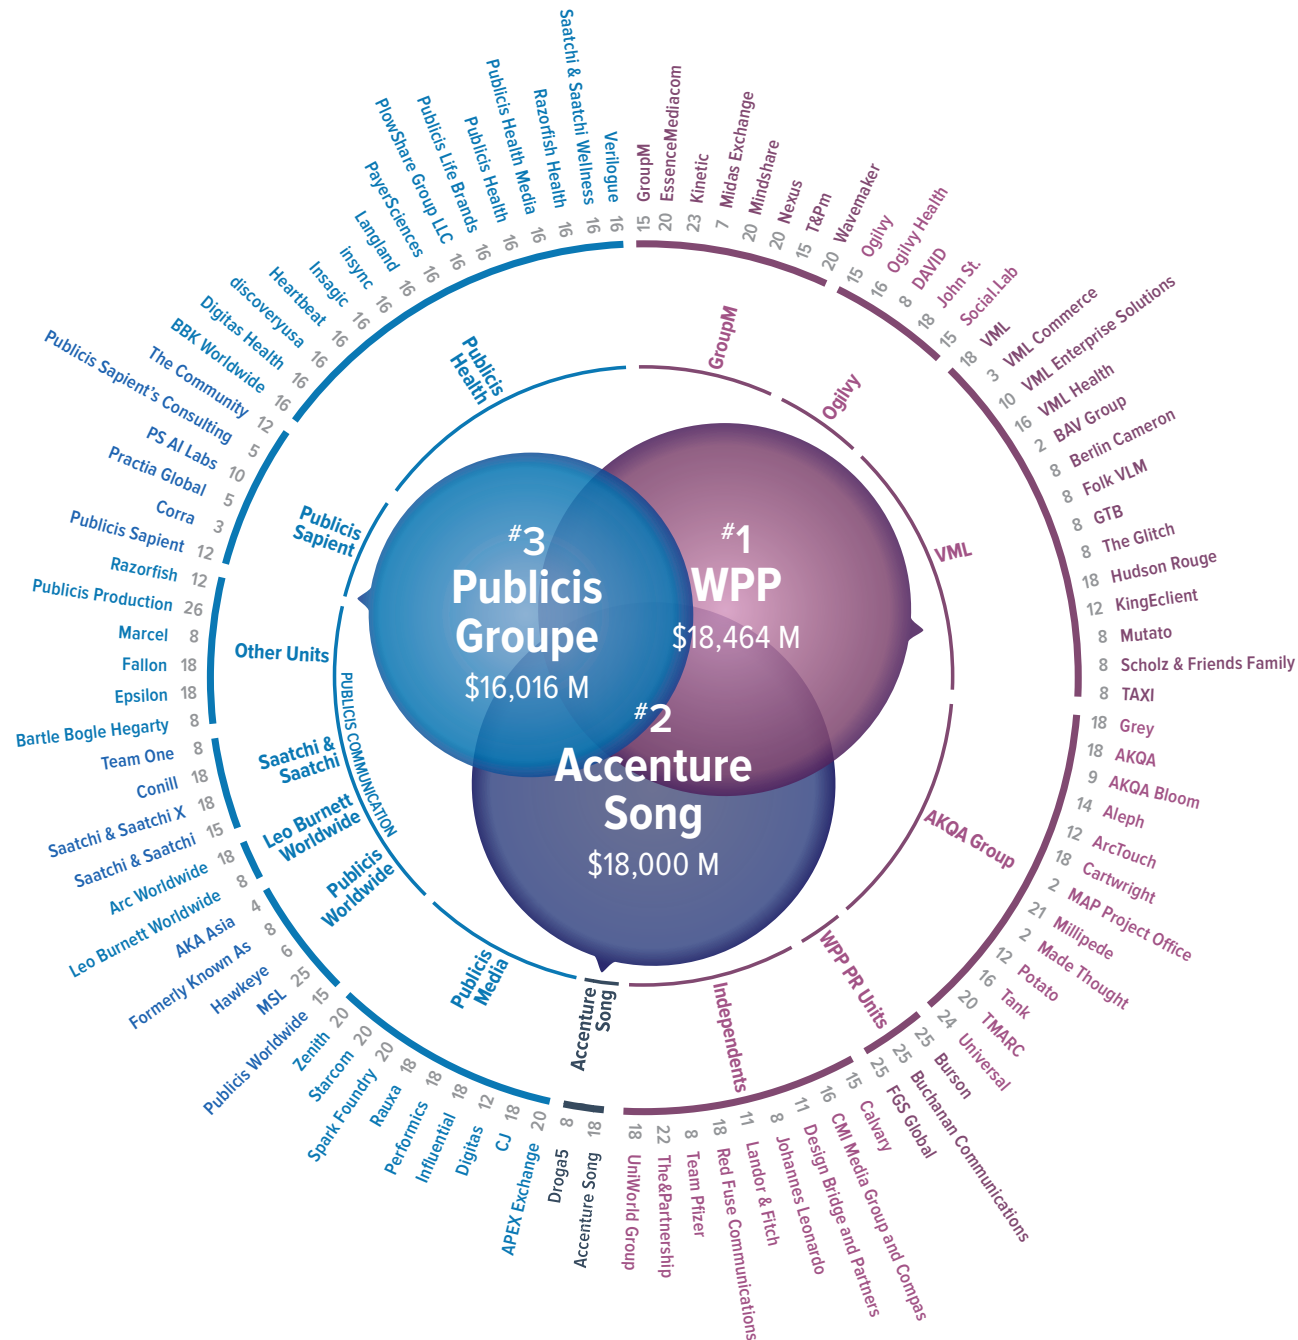 #3
Publicis
Groupe
$16,016 M
#1
WPP
$18,464 M
#2
Accenture
Song
$18,000 M
GroupM
15 GroupM
20 EssenceMediacom
23 Kinetic
7 Midas Exchange
20 Mindshare
20 Nexus
15 T&Pm
20 Wavemaker
Ogilvy
15 Ogilvy
16 Ogilvy Health
8 DAVID
18 John St.
15 Social.Lab
VML
18 VML
3 VML Commerce
10 VML Enterprise Solutions
16 VML Health
2 BAV Group
8 Berlin Cameron
8 Folk VLM
8 GTB
8 The Glitch
18 Hudson Rouge
12 KingEclient
8 Mutato
8 Scholz & Friends Family
8 TAXI
AKQA Group
18 Grey
18 AKQA
9 AKQA Bloom
14 Aleph
12 ArcTouch
18 Cartwright
2 MAP Project Office
21 Millipede
2 Made Thought
12 Potato
16 Tank
20 TMARC
24 Universal
WPP PR Units
25 Burson
25 Buchanan Communications
25 FGS Global
Independents
15 Calvary
16 CMI Media Group and Compas
11 Design Bridge and Partners
8 Johannes Leonardo
11 Landor & Fitch
18 Red Fuse Communications
8 Team Pfizer
22 The&Partnership
18 UniWorld Group
Accenture
Song
Accenture Song 18
Droga5 8
Publicis
Media
APEX Exchange 20
CJ 18
Digitas 12
Influential 18
Performics 18
Rauxa 18
Spark Foundry 20
Starcom 20
Zenith 20
PUBLICIS COMMUNICATION
Publicis
Worldwide
Publicis Worldwide 15
MSL 25
Hawkeye 6
Formerly Known As 8
AKA Asia 4
Leo Burnett
Worldwide
Leo Burnett Worldwide 8
Arc Worldwide 18
Saatchi &
Saatchi
Saatchi & Saatchi 15
Saatchi & Saatchi X 18
Conill 18
Team One 8
Other Units
Bartle Bogle Hegarty 8
Epsilon 18
Fallon 18
Marcel 8
Publicis Production 26
Razorfish 12
Publicis
Sapient
Publicis Sapient 12
Corra 3
Practia Global 5
PS AI Labs 10
Publicis Sapient's Consulting 5
The Community 12
Publicis
Health
BBK Worldwide 16
Digitas Health 16
discoveryusa 16
Heartbeat 16
Insagic 16
insync 16
Langland 16
PayerSciences 16
PlowShare Group LLC 16
Publicis Life Brands 16
Publicis Health 16
Publicis Health Media 16
Razorfish Health 16
Saatchi & Saatchi Wellness 16
Verilogue 16